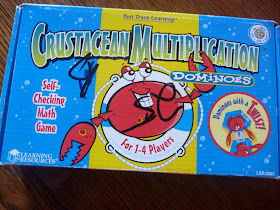 Fast Track Learning
CRUSTACEAN MULTIPLICATION
DOMINOES
Self-
Checking
Math
Game
For 1-4 Players
Dominoes with a
TWIST!
LEARNING
RESOURCES